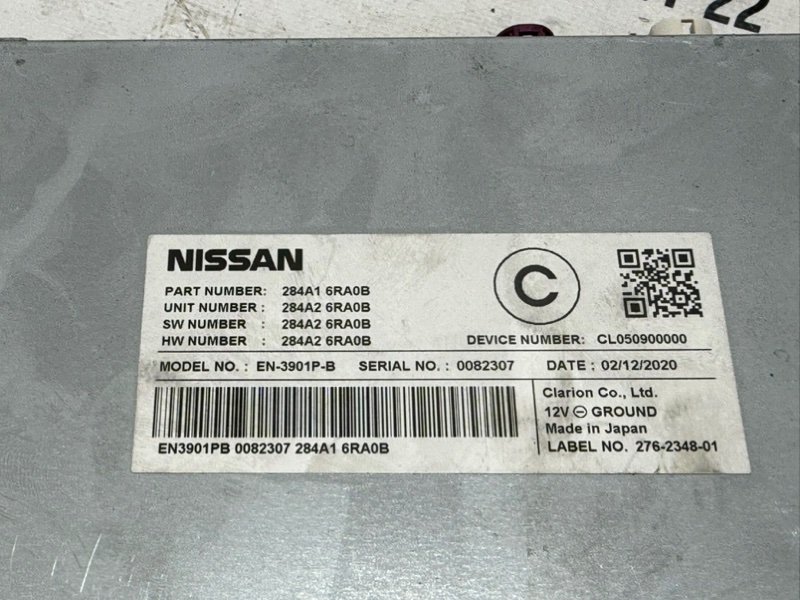 22
NISSAN
C
PART NUMBER: 284A1 6RA0B
UNIT NUMBER : 284A2 6RA0B
SW NUMBER : 284A2 6RA0B
HW NUMBER : 284A2 6RA0B
DEVICE NUMBER: CL050900000
MODEL NO. : EN-3901P-B SERIAL NO. : 0082307 DATE : 02/12/2020
EN3901PB 0082307 284A1 6RA0B
Clarion Co., Ltd.
12V ⊖ GROUND
Made in Japan
LABEL NO. 276-2348-01